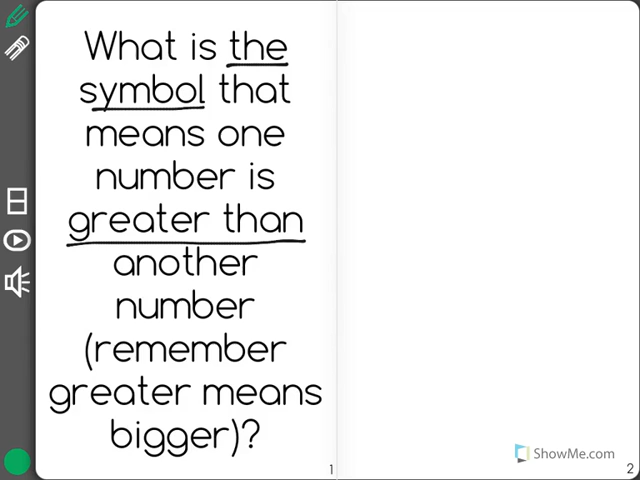 What is the
symbol that
means one
number is
greater than
another
number
(remember
greater means
bigger)?
1
ShowMe.com
2